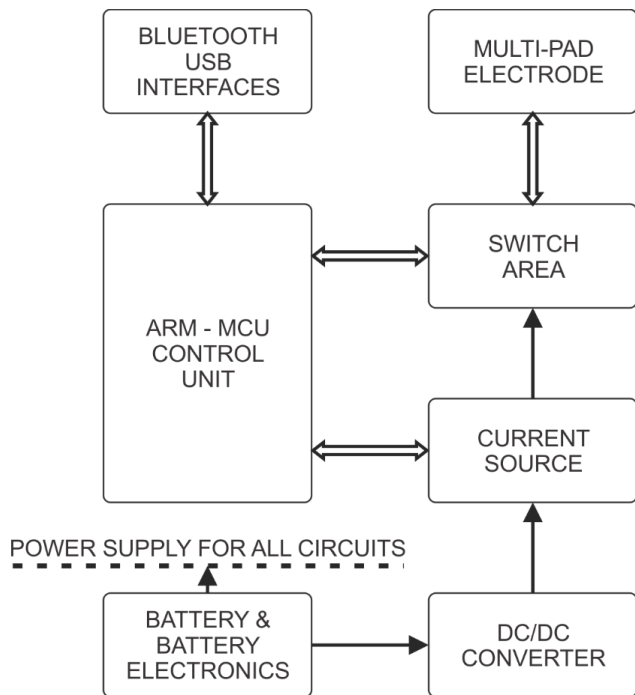 BLUETOOTH
USB
INTERFACES
MULTI-PAD
ELECTRODE
SWITCH
AREA
ARM - MCU
CONTROL
UNIT
CURRENT
SOURCE
POWER SUPPLY FOR ALL CIRCUITS
BATTERY &
BATTERY
ELECTRONICS
DC/DC
CONVERTER